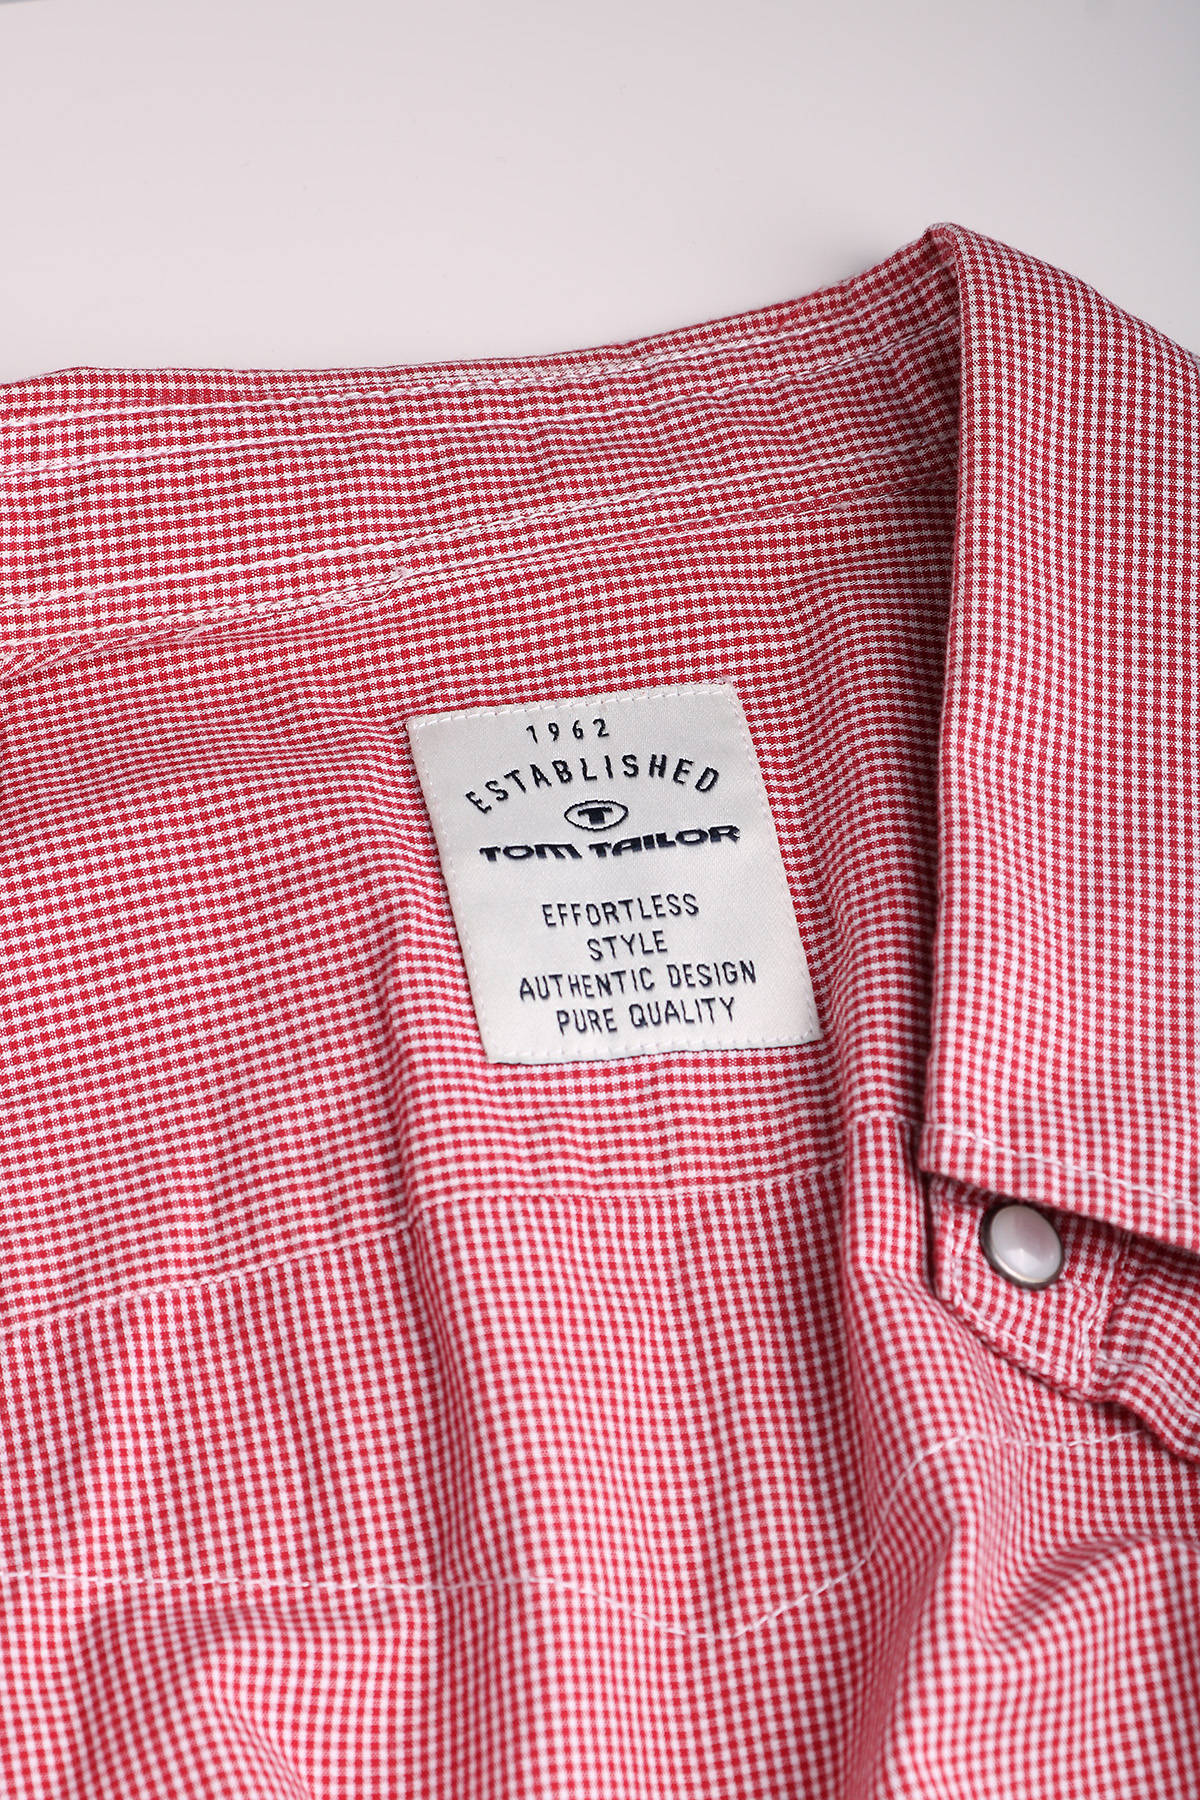 1962
ESTABLISHED
T
TOM TAILOR
EFFORTLESS
STYLE
AUTHENTIC DESIGN
PURE QUALITY